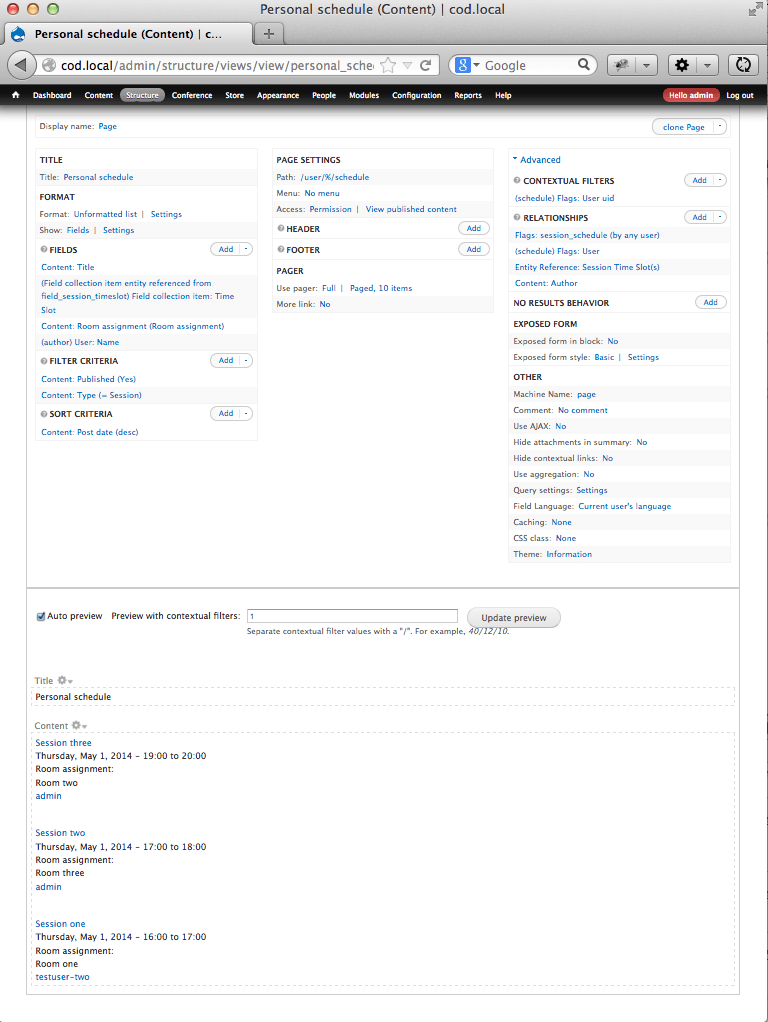 Personal schedule (Content) | cod.local
Personal schedule (Content) | c...
cod.local/admin/structure/views/view/personal_sche
Google
Dashboard Content Structure Conference Store Appearance People Modules Configuration Reports Help Hello admin Log out
Display name: Page
clone Page
TITLE
Title: Personal schedule
FORMAT
Format: Unformatted list | Settings
Show: Fields | Settings
FIELDS Add
Content: Title
(Field collection item entity referenced from
field_session_timeslot) Field collection item: Time
Slot
Content: Room assignment (Room assignment)
(author) User: Name
FILTER CRITERIA Add
Content: Published (Yes)
Content: Type (= Session)
SORT CRITERIA Add
Content: Post date (desc)
PAGE SETTINGS
Path: /user/%/schedule
Menu: No menu
Access: Permission | View published content
HEADER Add
FOOTER Add
PAGER
Use pager: Full | Paged, 10 items
More link: No
Advanced
CONTEXTUAL FILTERS Add
(schedule) Flags: User uid
RELATIONSHIPS Add
Flags: session_schedule (by any user)
(schedule) Flags: User
Entity Reference: Session Time Slot(s)
Content: Author
NO RESULTS BEHAVIOR Add
EXPOSED FORM
Exposed form in block: No
Exposed form style: Basic | Settings
OTHER
Machine Name: page
Comment: No comment
Use AJAX: No
Hide attachments in summary: No
Hide contextual links: No
Use aggregation: No
Query settings: Settings
Field Language: Current user's language
Caching: None
CSS class: None
Theme: Information
Auto preview Preview with contextual filters: 1 Update preview
Separate contextual filter values with a "/". For example, 40/12/10.
Title
Personal schedule
Content
Session three
Thursday, May 1, 2014 - 19:00 to 20:00
Room assignment:
Room two
admin
Session two
Thursday, May 1, 2014 - 17:00 to 18:00
Room assignment:
Room three
admin
Session one
Thursday, May 1, 2014 - 16:00 to 17:00
Room assignment:
Room one
testuser-two